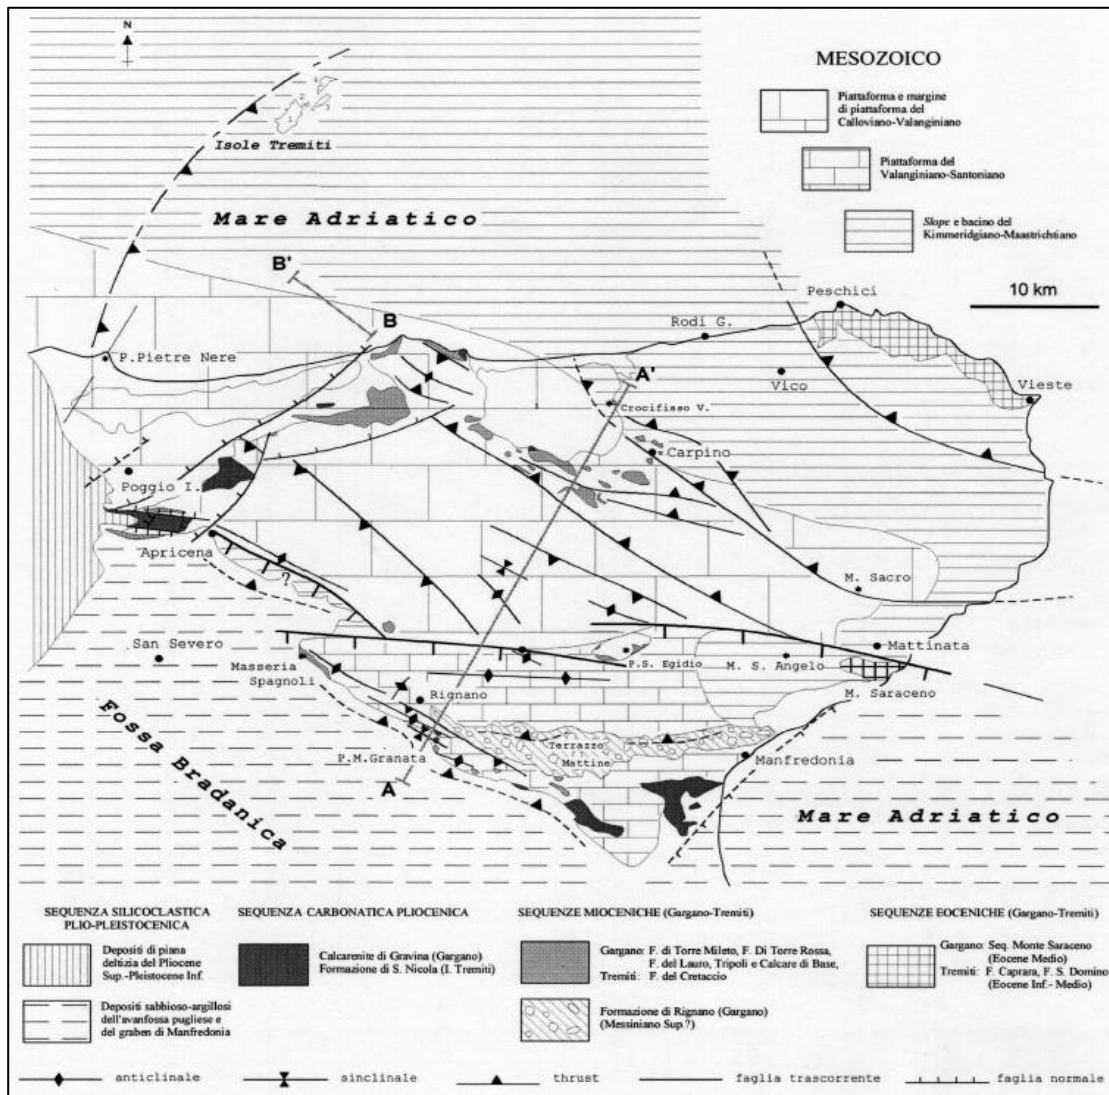 N
MESOZOICO
Piattaforma e margine
di piattaforma del
Calloviano-Valanginiano
Piattaforma del
Valanginiano-Santoniano
Slope e bacino del
Kimmeridgiano-Maastrichtiano
Isole Tremiti
Mare Adriatico
B'
10 km
Peschici
B
Rodi G.
P.Pietre Nere
A'
Vico
Vieste
Crocifisso V.
Carpino
Poggio I.
Apricena
?
M. Sacro
San Severo
Mattinata
Masseria
Spagnoli
P.S. Egidio
M. S. Angelo
Rignano
M. Saraceno
Fossa Bradanica
Terrazzo
Mattine
P.M.Granata
Manfredonia
A
Mare Adriatico
SEQUENZA SILICOCLASTICA
PLIO-PLEISTOCENICA
Depositi di piana
deltizia del Pliocene
Sup.-Pleistocene Inf.
Depositi sabbioso-argillosi
dell'avanfossa pugliese e
del graben di Manfredonia
SEQUENZA CARBONATICA PLIOCENICA
Calcarenite di Gravina (Gargano)
Formazione di S. Nicola (I. Tremiti)
SEQUENZE MIOCENICHE (Gargano-Tremiti)
Gargano: F. di Torre Mileto, F. Di Torre Rossa,
F. del Lauro, Tripoli e Calcare di Base,
Tremiti: F. del Cretaccio
Formazione di Rignano (Gargano)
(Messiniano Sup.?)
SEQUENZE EOCENICHE (Gargano-Tremiti)
Gargano: Seq. Monte Saraceno
(Eocene Medio)
Tremiti: F. Caprara, F. S. Domino
(Eocene Inf.- Medio)
anticlinale
sinclinale
thrust
faglia trascorrente
faglia normale